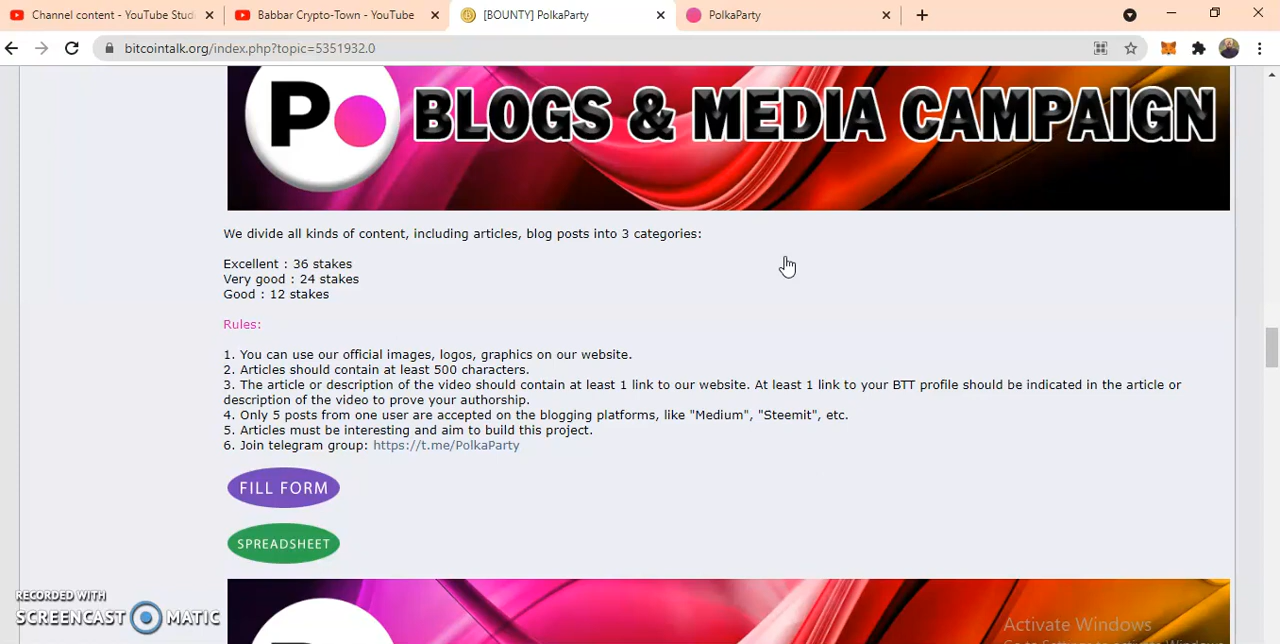 Channel content - YouTube Stud
Babbar Crypto-Town - YouTube
[BOUNTY] PolkaParty
PolkaParty
bitcointalk.org/index.php?topic=5351932.0
P BLOGS & MEDIA CAMPAIGN
We divide all kinds of content, including articles, blog posts into 3 categories:
Excellent : 36 stakes
Very good : 24 stakes
Good : 12 stakes
Rules:
1. You can use our official images, logos, graphics on our website.
2. Articles should contain at least 500 characters.
3. The article or description of the video should contain at least 1 link to our website. At least 1 link to your BTT profile should be indicated in the article or
description of the video to prove your authorship.
4. Only 5 posts from one user are accepted on the blogging platforms, like "Medium", "Steemit", etc.
5. Articles must be interesting and aim to build this project.
6. Join telegram group: https://t.me/PolkaParty
FILL FORM
SPREADSHEET
RECORDED WITH
SCREENCAST MATIC
Activate Windows